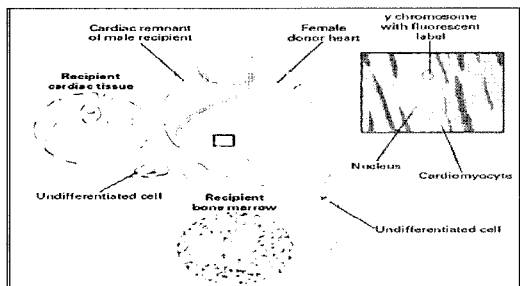 Cardiac remnant
of male recipient
Female
donor heart
y chromosome
with fluorescent
label
Recipient
cardiac tissue
Nucleus
Cardiomyocyte
Undifferentiated cell
Recipient
bone marrow
Undifferentiated cell